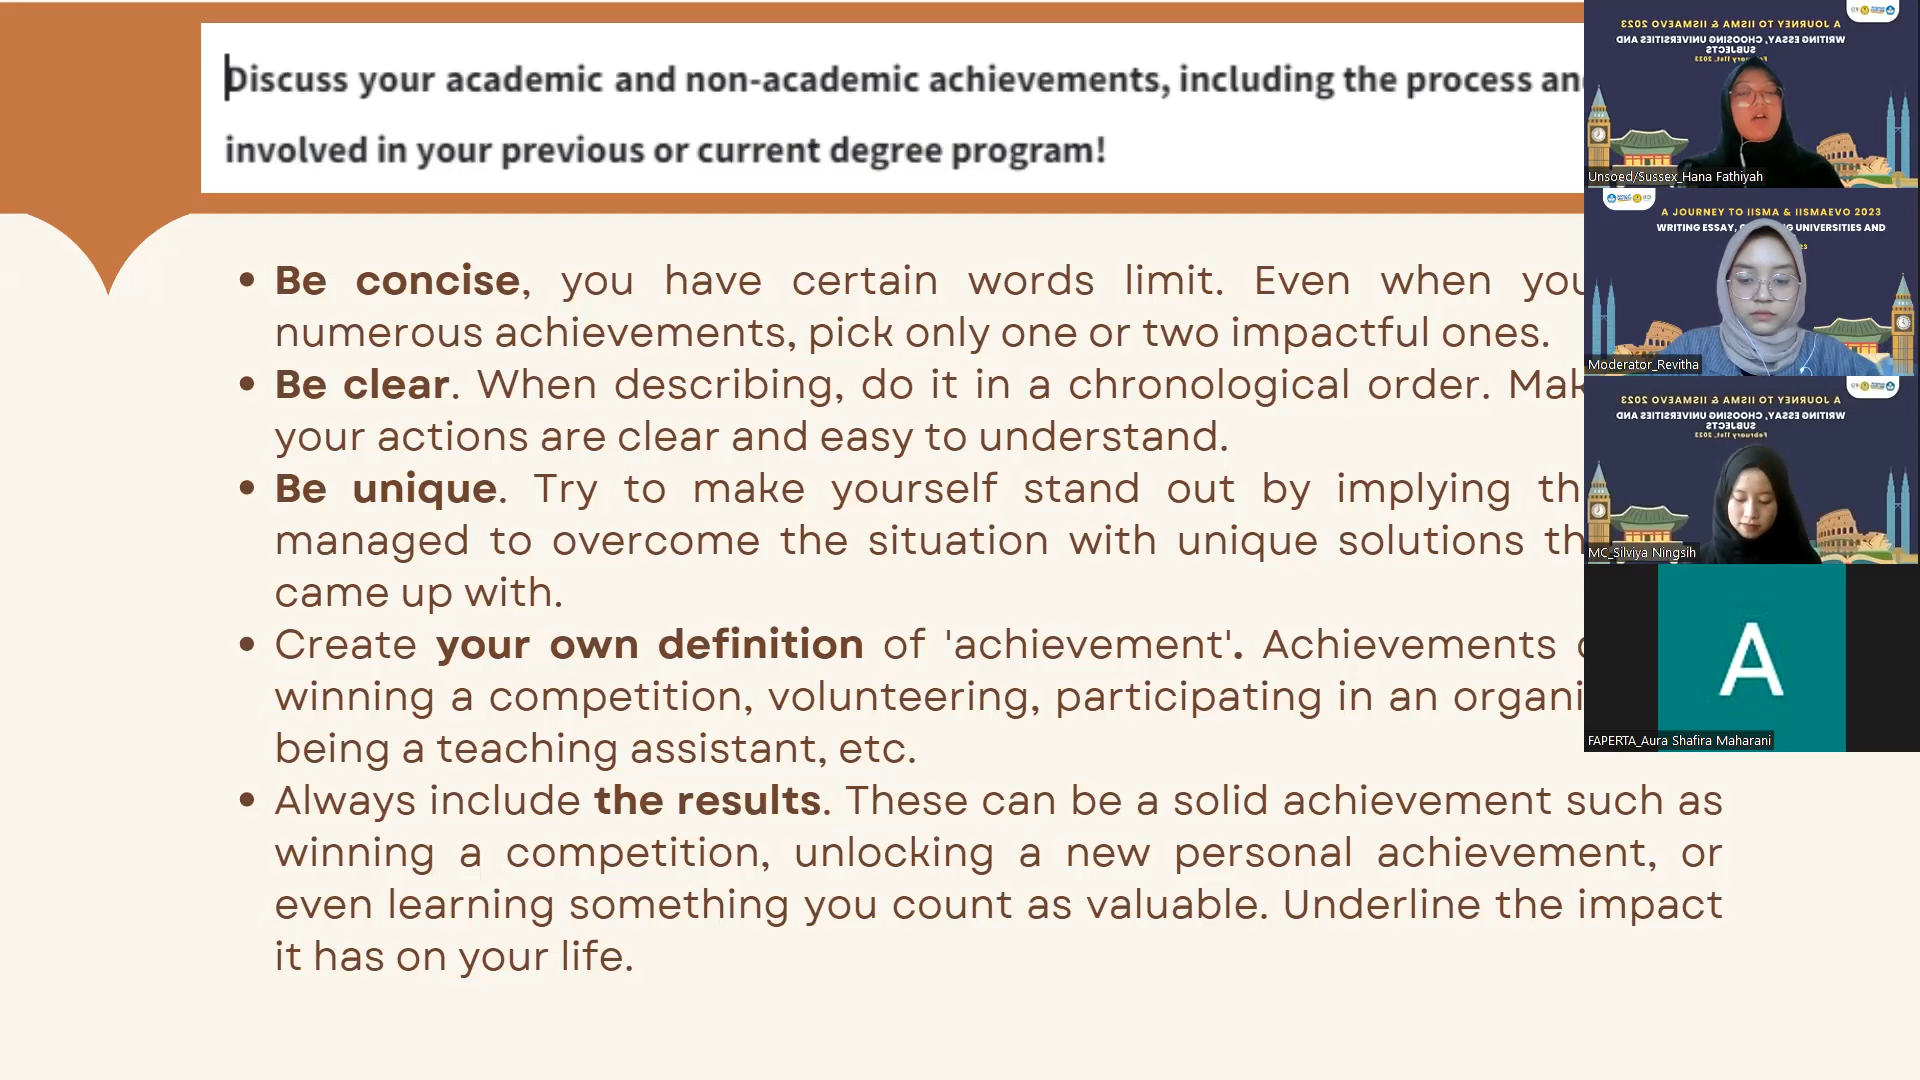 Discuss your academic and non-academic achievements, including the process
involved in your previous or current degree program!
• Be concise, you have certain words limit. Even when
numerous achievements, pick only one or two impactful ones.
• Be clear. When describing, do it in a chronological order.
your actions are clear and easy to understand.
• Be unique. Try to make yourself stand out by implying
managed to overcome the situation with unique solutions
came up with.
• Create your own definition of 'achievement'. Achievements
winning a competition, volunteering, participating in an
being a teaching assistant, etc.
• Always include the results. These can be a solid achievement such as
winning a competition, unlocking a new personal achievement, or
even learning something you count as valuable. Underline the impact
it has on your life.
A JOURNEY TO IISMA & IISMAEVO 2023
WRITING ESSAY, CHOOSING UNIVERSITIES AND
SUBJECTS
February 11st, 2023
Unsoed/Sussex_Hana Fathiyah
A JOURNEY TO IISMA & IISMAEVO 2023
WRITING ESSAY, UNIVERSITIES AND
Moderator_Revitha
A JOURNEY TO IISMA & IISMAEVO 2023
WRITING ESSAY, CHOOSING UNIVERSITIES AND
SUBJECTS
February 11st, 2023
MC_Silviya Ningsih
A
FAPERTA_Aura Shafira Maharani